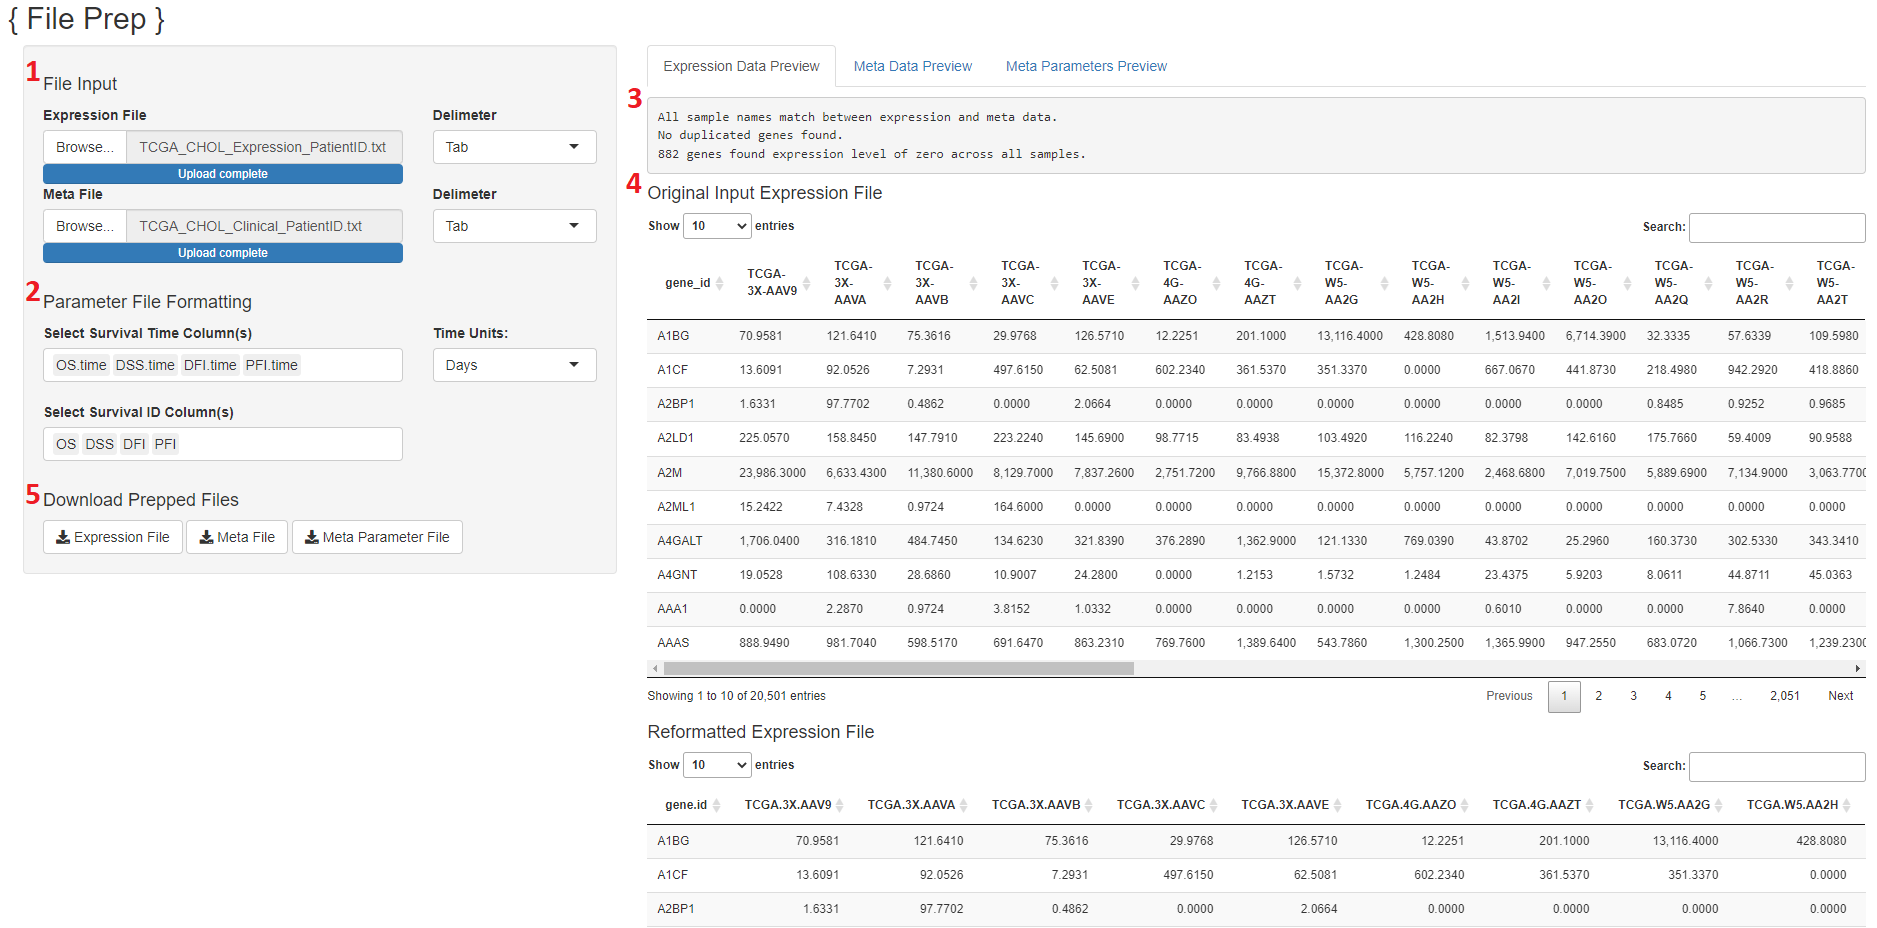 { File Prep }
1 File Input
Expression File Delimeter
Browse... TCGA_CHOL_Expression_PatientID.txt Tab
Upload complete
Meta File Delimeter
Browse... TCGA_CHOL_Clinical_PatientID.txt Tab
Upload complete
2 Parameter File Formatting
Select Survival Time Column(s) Time Units:
OS.time DSS.time DFI.time PFI.time Days
Select Survival ID Column(s)
OS DSS DFI PFI
5 Download Prepped Files
Expression File Meta File Meta Parameter File
Expression Data Preview Meta Data Preview Meta Parameters Preview
3
All sample names match between expression and meta data.
No duplicated genes found.
882 genes found expression level of zero across all samples.
4 Original Input Expression File
Show 10 entries Search:
gene_id TCGA-3X-AAV9 TCGA-3X-AAVA TCGA-3X-AAVB TCGA-3X-AAVC TCGA-3X-AAVE TCGA-4G-AAZO TCGA-4G-AAZT TCGA-W5-AA2G TCGA-W5-AA2H TCGA-W5-AA2I TCGA-W5-AA2O TCGA-W5-AA2Q TCGA-W5-AA2R TCGA-W5-AA2T
A1BG 70.9581 121.6410 75.3616 29.9768 126.5710 12.2251 201.1000 13,116.4000 428.8080 1,513.9400 6,714.3900 32.3335 57.6339 109.5980
A1CF 13.6091 92.0526 7.2931 497.6150 62.5081 602.2340 361.5370 351.3370 0.0000 667.0670 441.8730 218.4980 942.2920 418.8860
A2BP1 1.6331 97.7702 0.4862 0.0000 2.0664 0.0000 0.0000 0.0000 0.0000 0.0000 0.0000 0.8485 0.9252 0.9685
A2LD1 225.0570 158.8450 147.7910 223.2240 145.6900 98.7715 83.4938 103.4920 116.2240 82.3798 142.6160 175.7660 59.4009 90.9588
A2M 23,986.3000 6,633.4300 11,380.6000 8,129.7000 7,837.2600 2,751.7200 9,766.8800 15,372.8000 5,757.1200 2,468.6800 7,019.7500 5,889.6900 7,134.9000 3,063.7700
A2ML1 15.2422 7.4328 0.9724 164.6000 0.0000 0.0000 0.0000 0.0000 0.0000 0.0000 0.0000 0.0000 0.0000 0.0000
A4GALT 1,706.0400 316.1810 484.7450 134.6230 321.8390 376.2890 1,362.9000 121.1330 769.0390 43.8702 25.2960 160.3730 302.5330 343.3410
A4GNT 19.0528 108.6330 28.6860 10.9007 24.2800 0.0000 1.2153 1.5732 1.2484 23.4375 5.9203 8.0611 44.8711 45.0363
AAA1 0.0000 2.2870 0.9724 3.8152 1.0332 0.0000 0.0000 0.0000 0.0000 0.6010 0.0000 0.0000 7.8640 0.0000
AAAS 888.9490 981.7040 598.5170 691.6470 863.2310 769.7600 1,389.6400 543.7860 1,300.2500 1,365.9900 947.2550 683.0720 1,066.7300 1,239.2300
Showing 1 to 10 of 20,501 entries Previous 1 2 3 4 5 ... 2,051 Next
Reformatted Expression File
Show 10 entries Search:
gene.id TCGA.3X.AAV9 TCGA.3X.AAVA TCGA.3X.AAVB TCGA.3X.AAVC TCGA.3X.AAVE TCGA.4G.AAZO TCGA.4G.AAZT TCGA.W5.AA2G TCGA.W5.AA2H
A1BG 70.9581 121.6410 75.3616 29.9768 126.5710 12.2251 201.1000 13,116.4000 428.8080
A1CF 13.6091 92.0526 7.2931 497.6150 62.5081 602.2340 361.5370 351.3370 0.0000
A2BP1 1.6331 97.7702 0.4862 0.0000 2.0664 0.0000 0.0000 0.0000 0.0000